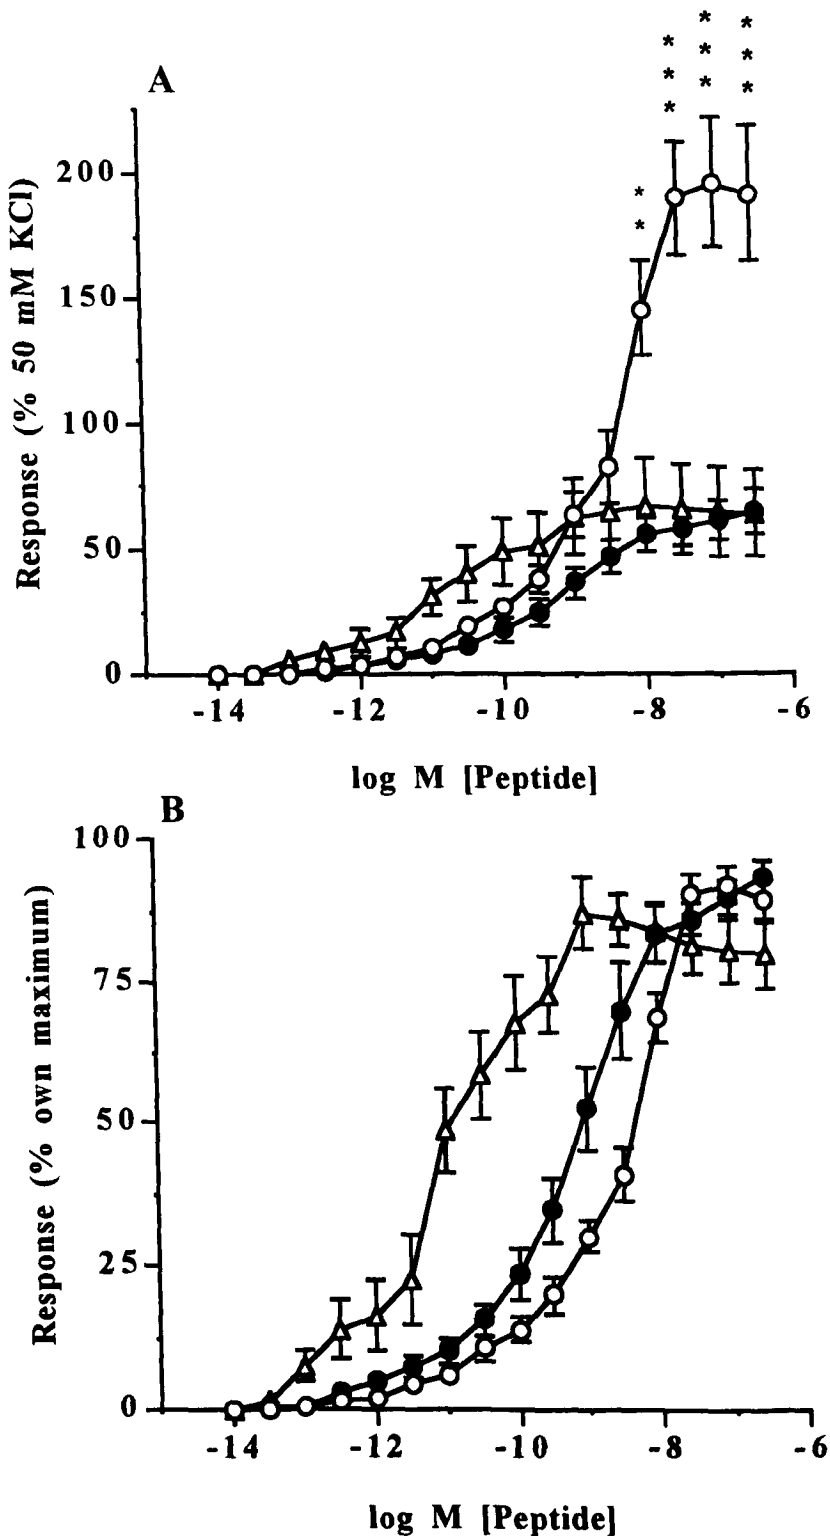 A
* * *
* * *
* * *
* *
Response (% 50 mM KCl)
200
150
100
50
0
-14 -12 -10 -8 -6
log M [Peptide]
B
Response (% own maximum)
100
75
50
25
0
-14 -12 -10 -8 -6
log M [Peptide]